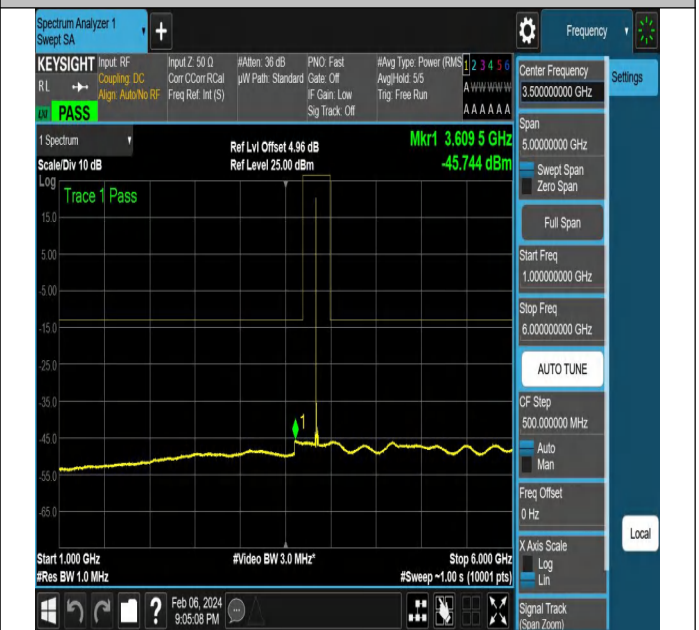 Spectrum Analyzer 1
Swept SA
+
Frequency
KEYSIGHT
RL
Input: RF
Coupling: DC
Align: Auto/No RF
Input Z: 50 Ω
Corr CCorr RCal
Freq Ref: Int (S)
#Atten: 36 dB
µW Path: Standard
PNO: Fast
Gate: Off
IF Gain: Low
Sig Track: Off
#Avg Type: Power (RMS
Avg|Hold: 5/5
Trig: Free Run
1 2 3 4 5 6
A W W W W W
A A A A A A
PASS
1 Spectrum
Scale/Div 10 dB
Log
Ref Lvl Offset 4.96 dB
Ref Level 25.00 dBm
Mkr1 3.609 5 GHz
-45.744 dBm
Trace 1 Pass
15.0
5.00
-5.00
-15.0
-25.0
-35.0
-45.0
-55.0
-65.0
1
Start 1.000 GHz
#Res BW 1.0 MHz
#Video BW 3.0 MHz*
Stop 6.000 GHz
#Sweep ~1.00 s (10001 pts)
Center Frequency
3.500000000 GHz
Settings
Span
5.00000000 GHz
Swept Span
Zero Span
Full Span
Start Freq
1.000000000 GHz
Stop Freq
6.000000000 GHz
AUTO TUNE
CF Step
500.000000 MHz
Auto
Man
Freq Offset
0 Hz
X Axis Scale
Log
Lin
Local
Signal Track
(Span Zoom)
?
Feb 06, 2024
9:05:08 PM